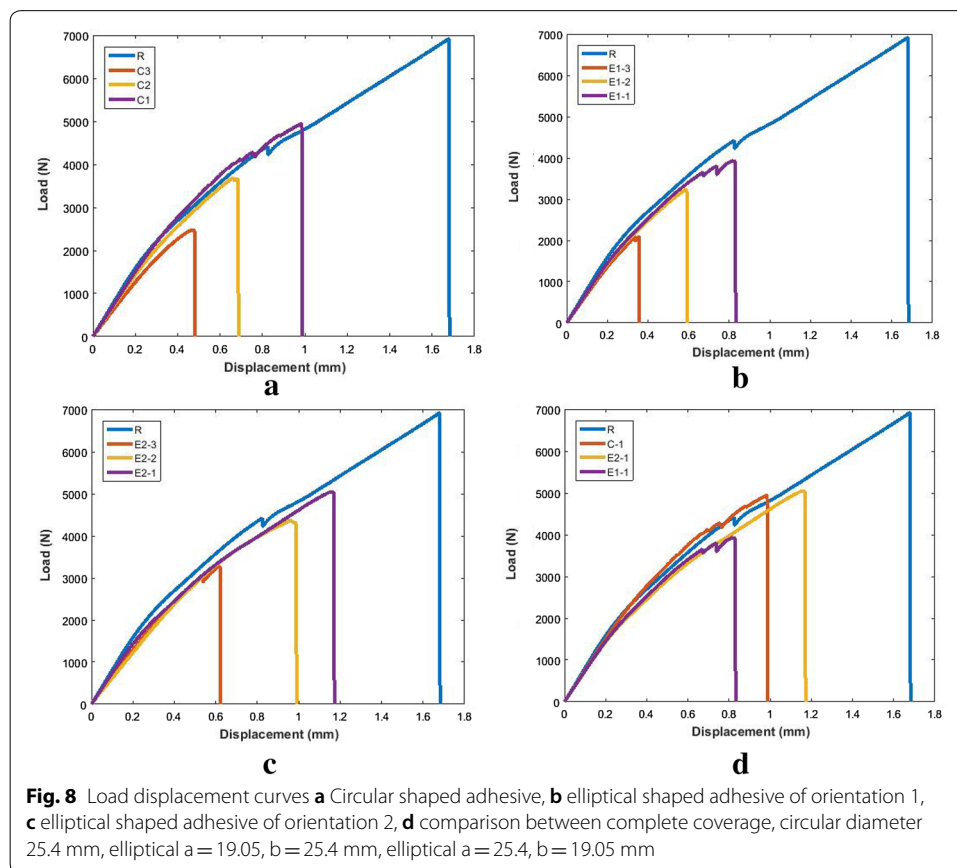 7000
6000
5000
4000
3000
2000
1000
0
Load (N)
R
C3
C2
C1
0 0.2 0.4 0.6 0.8 1 1.2 1.4 1.6 1.8
Displacement (mm)
a
7000
6000
5000
4000
3000
2000
1000
0
Load (N)
R
E1-3
E1-2
E1-1
0 0.2 0.4 0.6 0.8 1 1.2 1.4 1.6 1.8
Displacement (mm)
b
7000
6000
5000
4000
3000
2000
1000
0
Load (N)
R
E2-3
E2-2
E2-1
0 0.2 0.4 0.6 0.8 1 1.2 1.4 1.6 1.8
Displacement (mm)
c
7000
6000
5000
4000
3000
2000
1000
0
Load (N)
R
C-1
E2-1
E1-1
0 0.2 0.4 0.6 0.8 1 1.2 1.4 1.6 1.8
Displacement (mm)
d
Fig. 8 Load displacement curves a Circular shaped adhesive, b elliptical shaped adhesive of orientation 1,
c elliptical shaped adhesive of orientation 2, d comparison between complete coverage, circular diameter
25.4 mm, elliptical a = 19.05, b = 25.4 mm, elliptical a = 25.4, b = 19.05 mm